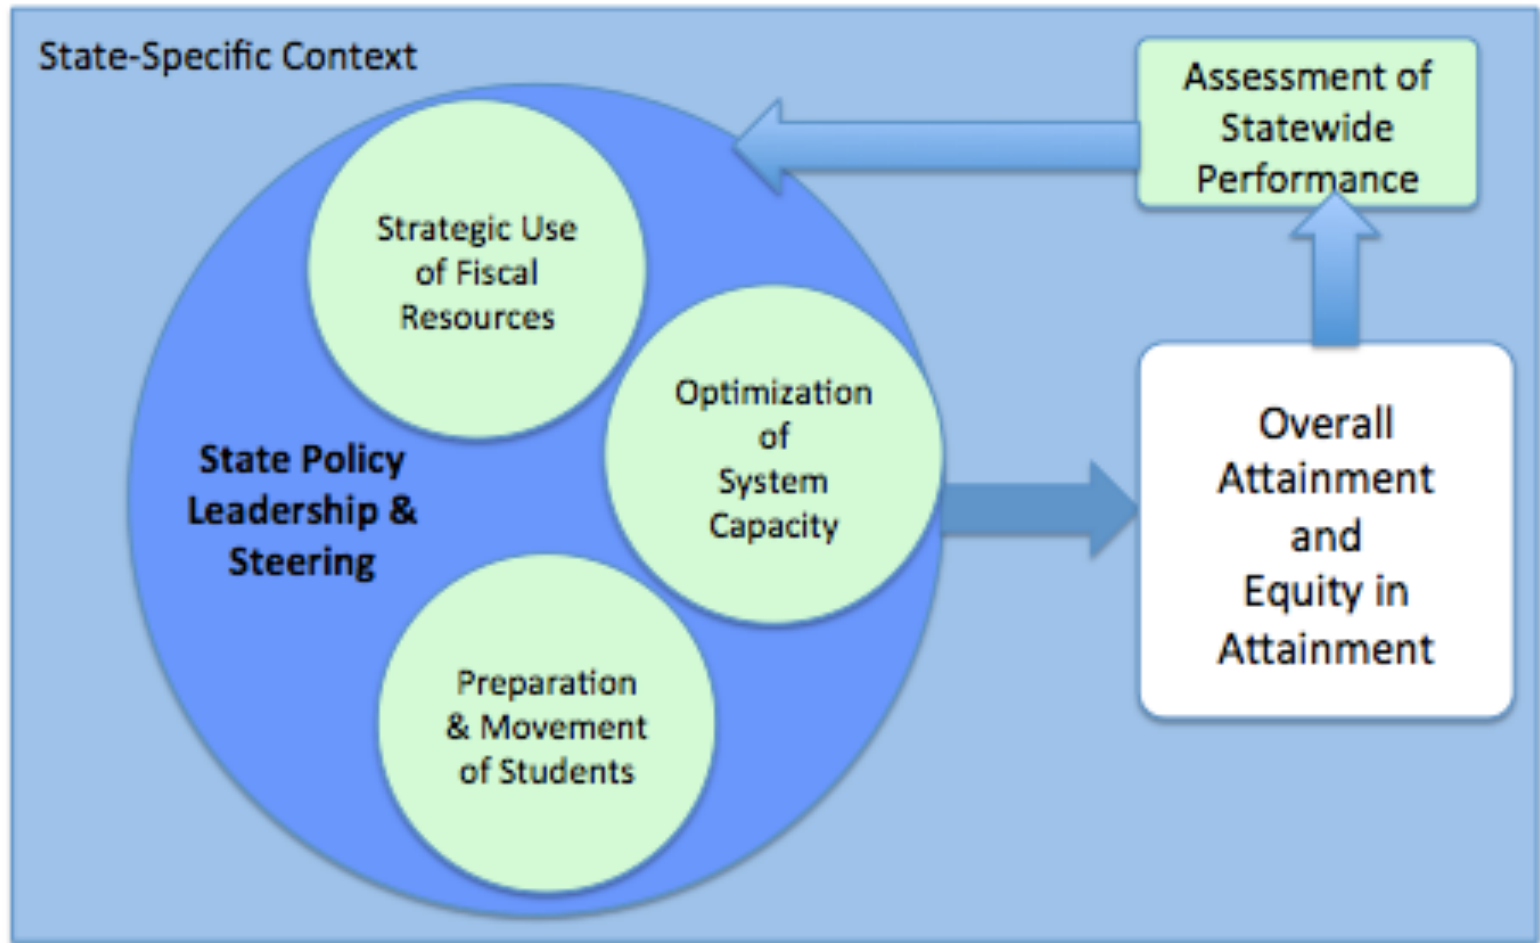 State-Specific Context
Assessment of
Statewide
Performance
Strategic Use
of Fiscal
Resources
Optimization
of
System
Capacity
State Policy
Leadership &
Steering
Overall
Attainment
and
Equity in
Attainment
Preparation
& Movement
of Students